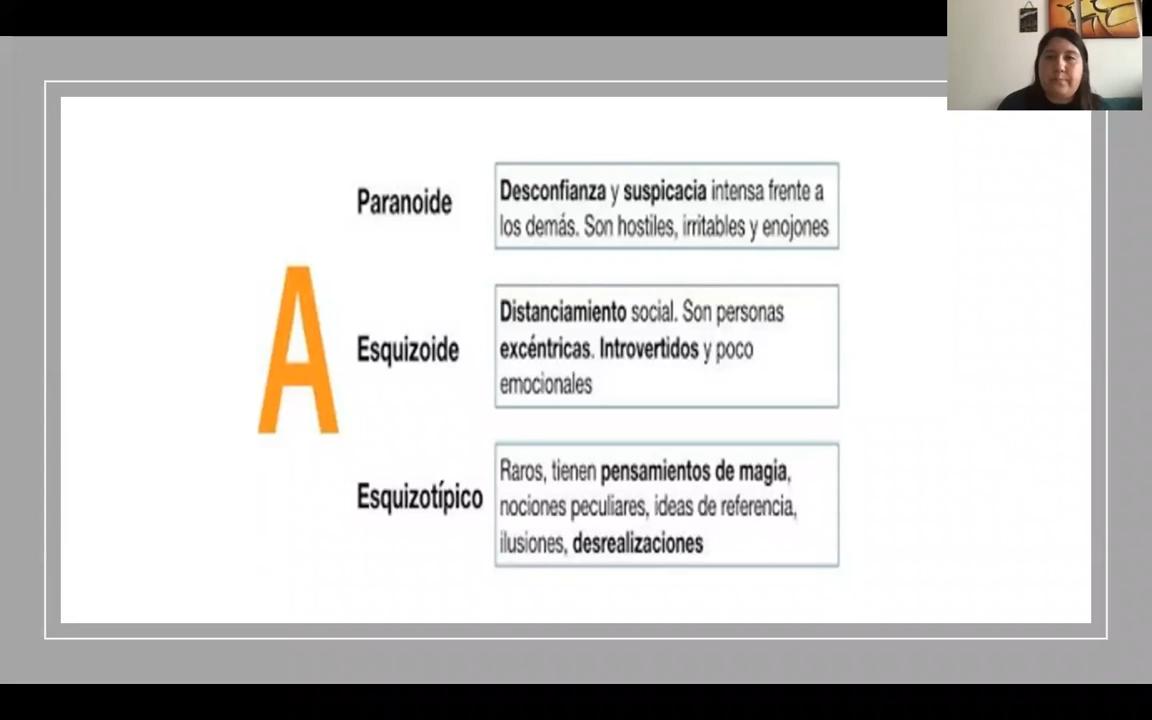 Paranoide
Desconfianza y suspicacia intensa frente a
los demás. Son hostiles, irritables y enojones
A
Esquizoide
Distanciamiento social. Son personas
excéntricas. Introvertidos y poco
emocionales
Esquizotípico
Raros, tienen pensamientos de magia,
nociones peculiares, ideas de referencia,
ilusiones, desrealizaciones